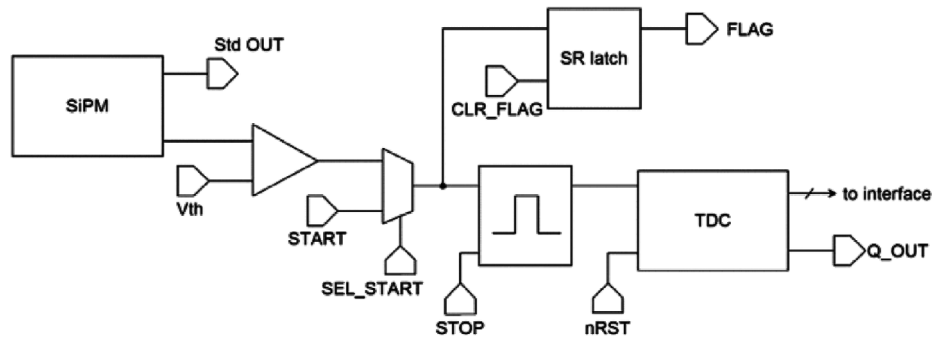 Std OUT
SiPM
Vth
START
SEL_START
SR latch
FLAG
CLR_FLAG
STOP
TDC
to interface
Q_OUT
nRST